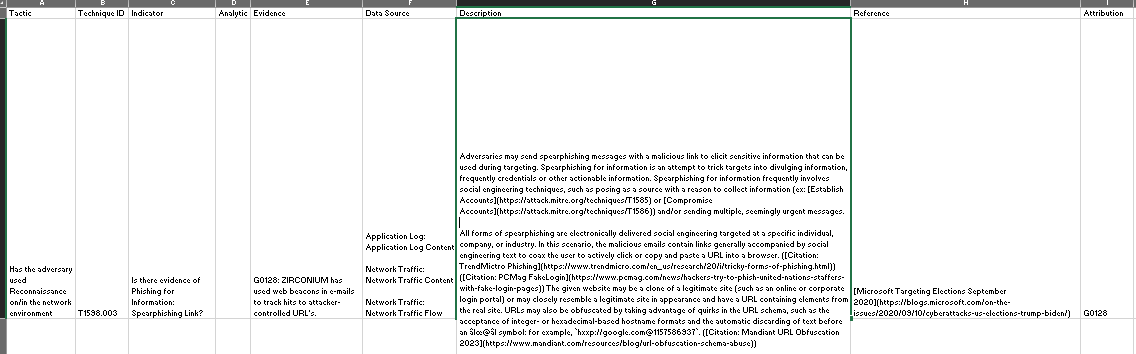 A B C D E F G H I
Tactic Technique ID Indicator Analytic Evidence Data Source Description Reference Attribution
Adversaries may send spearphishing messages with a malicious link to elicit sensitive information that can be
used during targeting. Spearphishing for information is an attempt to trick targets into divulging information,
frequently credentials or other actionable information. Spearphishing for information frequently involves
social engineering techniques, such as posing as a source with a reason to collect information (ex: [Establish
Accounts](https://attack.mitre.org/techniques/T1585) or [Compromise
Accounts](https://attack.mitre.org/techniques/T1586)) and/or sending multiple, seemingly urgent messages.
All forms of spearphishing are electronically delivered social engineering targeted at a specific individual,
company, or industry. In this scenario, the malicious emails contain links generally accompanied by social
engineering text to coax the user to actively click or copy and paste a URL into a browser. ([Citation:
TrendMictro Phishing](https://www.trendmicro.com/en_us/research/20/i/tricky-forms-of-phishing.html))
([Citation: PCMag FakeLogin](https://www.pcmag.com/news/hackers-try-to-phish-united-nations-staffers-
with-fake-login-pages)) The given website may be a clone of a legitimate site (such as an online or corporate
login portal) or may closely resemble a legitimate site in appearance and have a URL containing elements from
the real site. URLs may also be obfuscated by taking advantage of quirks in the URL schema, such as the
acceptance of integer- or hexadecimal-based hostname formats and the automatic discarding of text before
symbol: for example, `hxxp://google.com@1157586937`. ([Citation: Mandiant URL Obfuscation
2023](https://www.mandiant.com/resources/blog/url-obfuscation-schema-abuse))
Has the adversary
used
Reconnaissance
on/in the network
environment
T1598.003
Is there evidence of
Phishing for
Information:
Spearphishing Link?
G0128: ZIRCONIUM has
used web beacons in e-mails
to track hits to attacker-
controlled URL's.
Application Log:
Application Log Content
Network Traffic:
Network Traffic Content
Network Traffic:
Network Traffic Flow
[Microsoft Targeting Elections September
2020](https://blogs.microsoft.com/on-the-
issues/2020/09/10/cyberattacks-us-elections-trump-biden/)
G0128